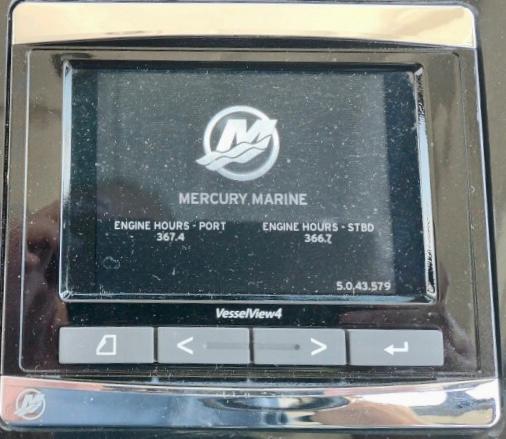 MERCURY MARINE
ENGINE HOURS - PORT ENGINE HOURS - STBD
367.4 366.7
5.0.43.579
VesselView4